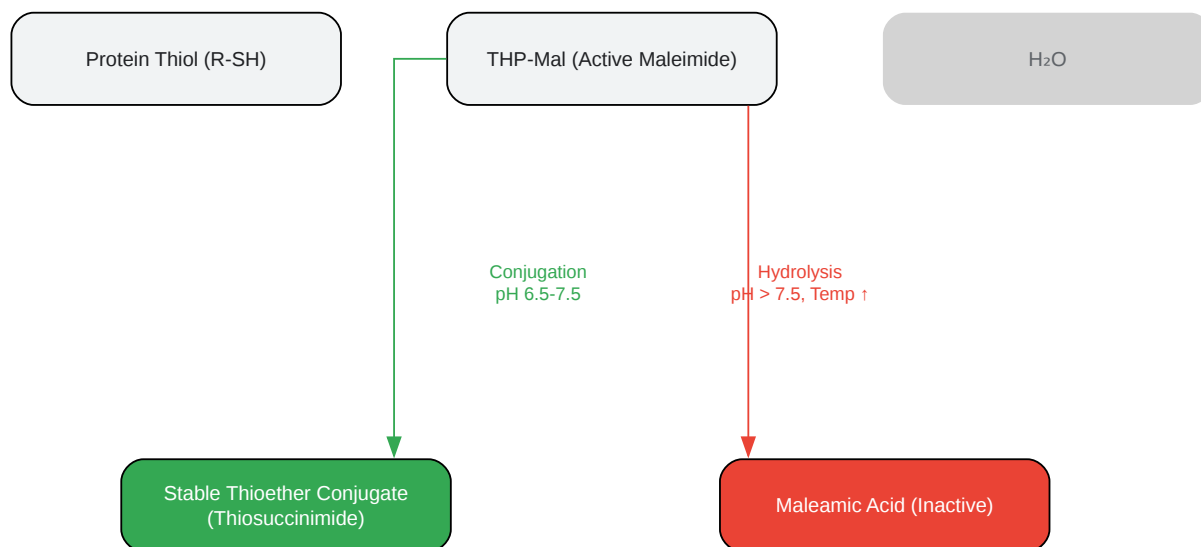 Protein Thiol (R-SH)
THP-Mal (Active Maleimide)
H₂O
Conjugation
pH 6.5-7.5
Hydrolysis
pH > 7.5, Temp ↑
Stable Thioether Conjugate
(Thiosuccinimide)
Maleamic Acid (Inactive)